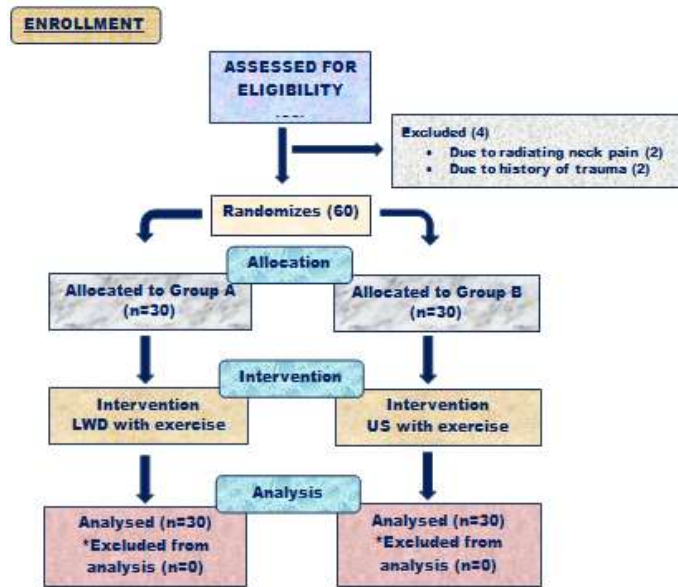 ENROLLMENT
ASSESSED FOR
ELIGIBILITY
Excluded (4)
• Due to radiating neck pain (2)
• Due to history of trauma (2)
Randomizes (60)
Allocation
Allocated to Group A
(n=30)
Allocated to Group B
(n=30)
Intervention
Intervention
LWD with exercise
Intervention
US with exercise
Analysis
Analysed (n=30)
*Excluded from
analysis (n=0)
Analysed (n=30)
*Excluded from
analysis (n=0)